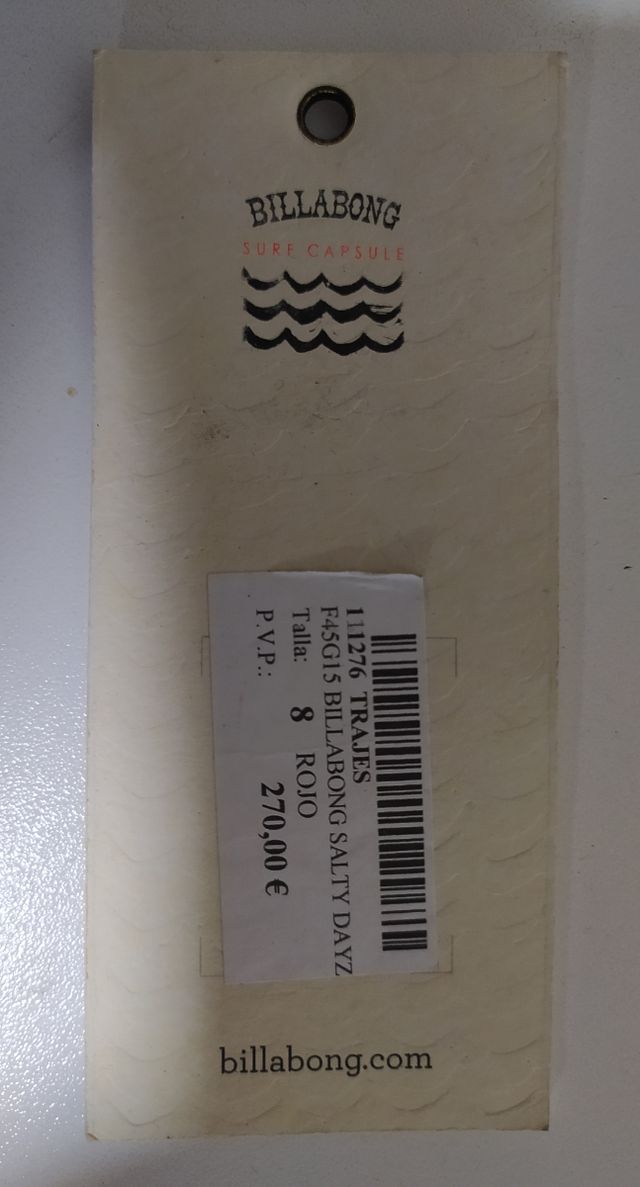 BILLABONG
SURF CAPSULE
111276 TRAJES
F45G15 BILLABONG SALTY DAYZ
Talla: 8 ROJO
P.V.P.: 270,00 €
billabong.com